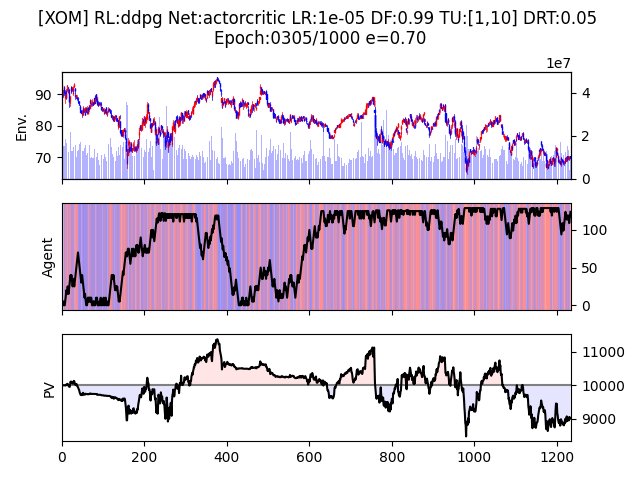 [XOM] RL:ddpg Net:actorcritic LR:1e-05 DF:0.99 TU:[1,10] DRT:0.05
Epoch:0305/1000 e=0.70
1e7
90
80
70
Env.
4
2
0
Agent
100
50
0
PV
11000
10000
9000
0 200 400 600 800 1000 1200